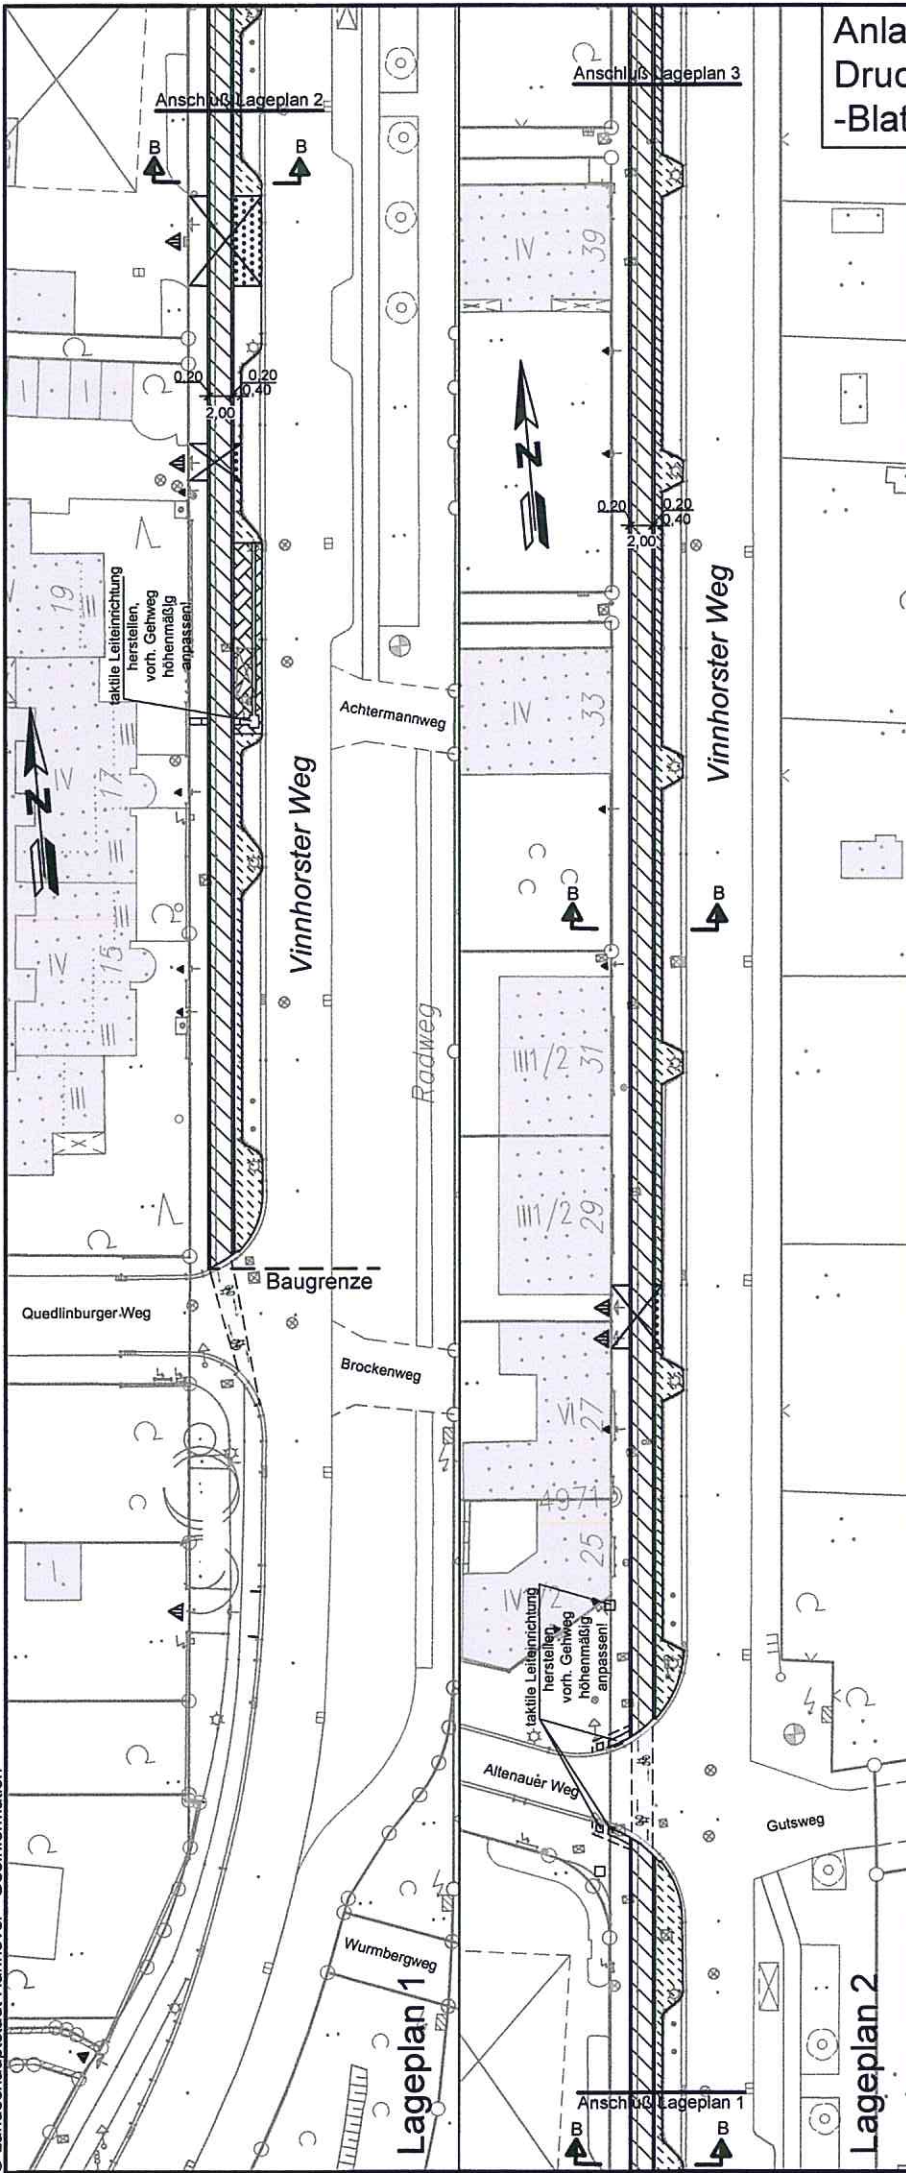 Anla
Druc
-Blat
Anschluß Lageplan 2
B
B
0,20
0,20
0,40
2,00
19
taktile Leiteinrichtung
herstellen,
vorh. Gehweg
höhenmäßig
anpassen!
Achtermannweg
N
IV
17
III
Vinnhorster Weg
IV
15
III
III
Radweg
Baugrenze
Quedlinburger Weg
Brockenweg
I
Wurmbergweg
Lageplan 1
Anschluß Lageplan 3
IV
39
N
0,20
0,20
0,40
2,00
IV
33
Vinnhorster Weg
B
B
III1/2
31
III1/2
29
VI
27
4971
25
taktile Leiteinrichtung
herstellen,
vorh. Gehweg
höhenmäßig
anpassen!
Altenauer Weg
Gutsweg
Anschluß Lageplan 1
B
B
Lageplan 2